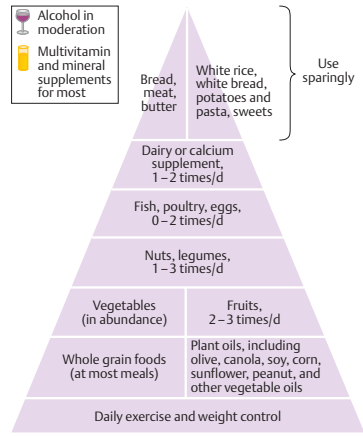 Alcohol in
moderation
Multivitamin
and mineral
supplements
for most
Bread,
meat,
butter
White rice,
white bread,
potatoes and
pasta, sweets
Use
sparingly
Dairy or calcium
supplement,
1–2 times/d
Fish, poultry, eggs,
0–2 times/d
Nuts, legumes,
1–3 times/d
Vegetables
(in abundance)
Fruits,
2–3 times/d
Whole grain foods
(at most meals)
Plant oils, including
olive, canola, soy, corn,
sunflower, peanut, and
other vegetable oils
Daily exercise and weight control